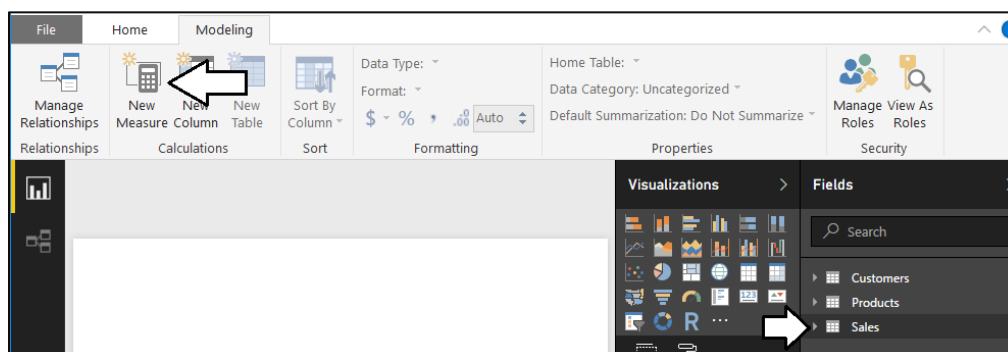 File Home Modeling
Data Type:
Home Table:
Format:
Data Category: Uncategorized
Manage Relationships
New Measure
New Column
New Table
Sort By Column
$ % , .00 Auto
Default Summarization: Do Not Summarize
Manage Roles
View As Roles
Relationships Calculations Sort Formatting Properties Security
Visualizations > Fields
Search
Customers
Products
Sales
123
R ...